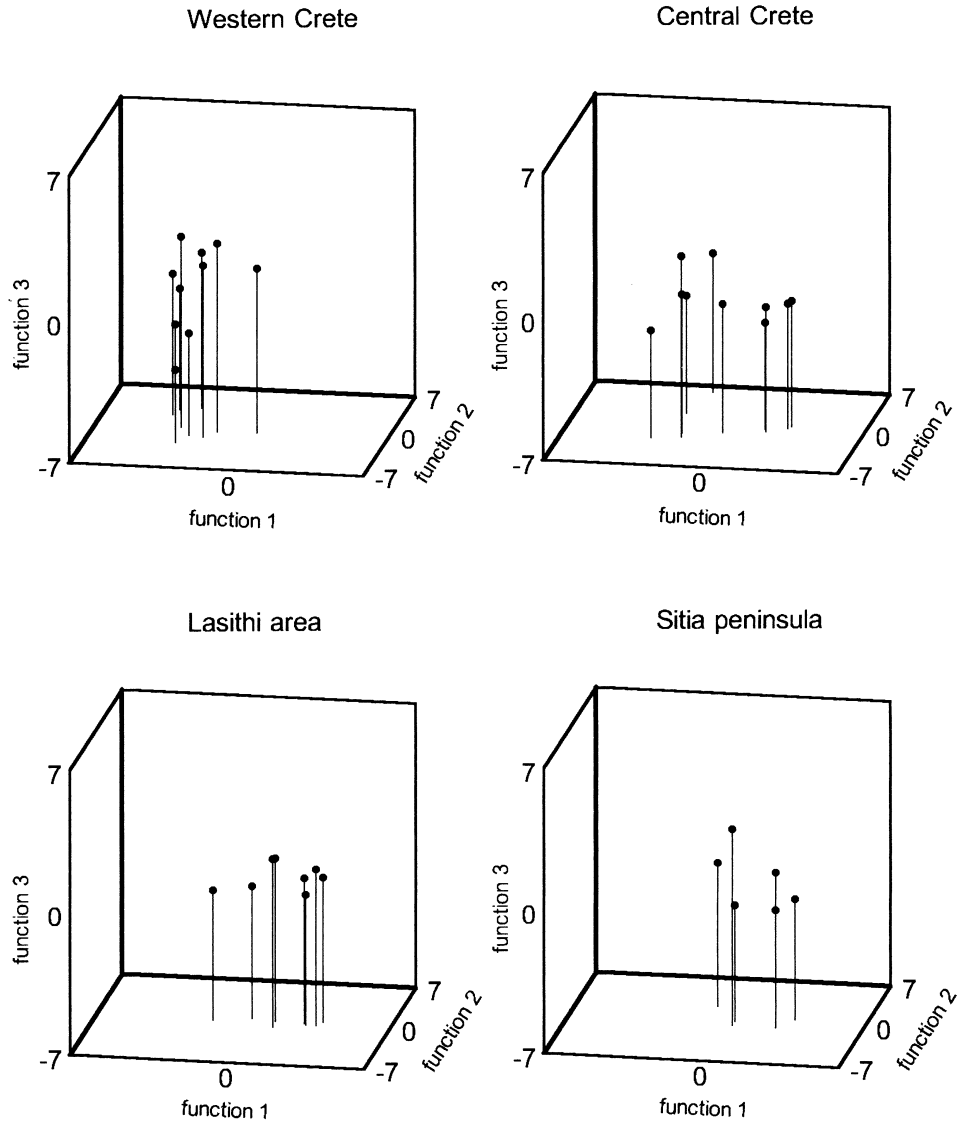 Western Crete
7
0
-7
function 3
0
function 1
7
0
-7
function 2
Central Crete
7
0
-7
function 3
0
function 1
7
0
-7
function 2
Lasithi area
7
0
-7
function 3
0
function 1
7
0
-7
function 2
Sitia peninsula
7
0
-7
function 3
0
function 1
7
0
-7
function 2